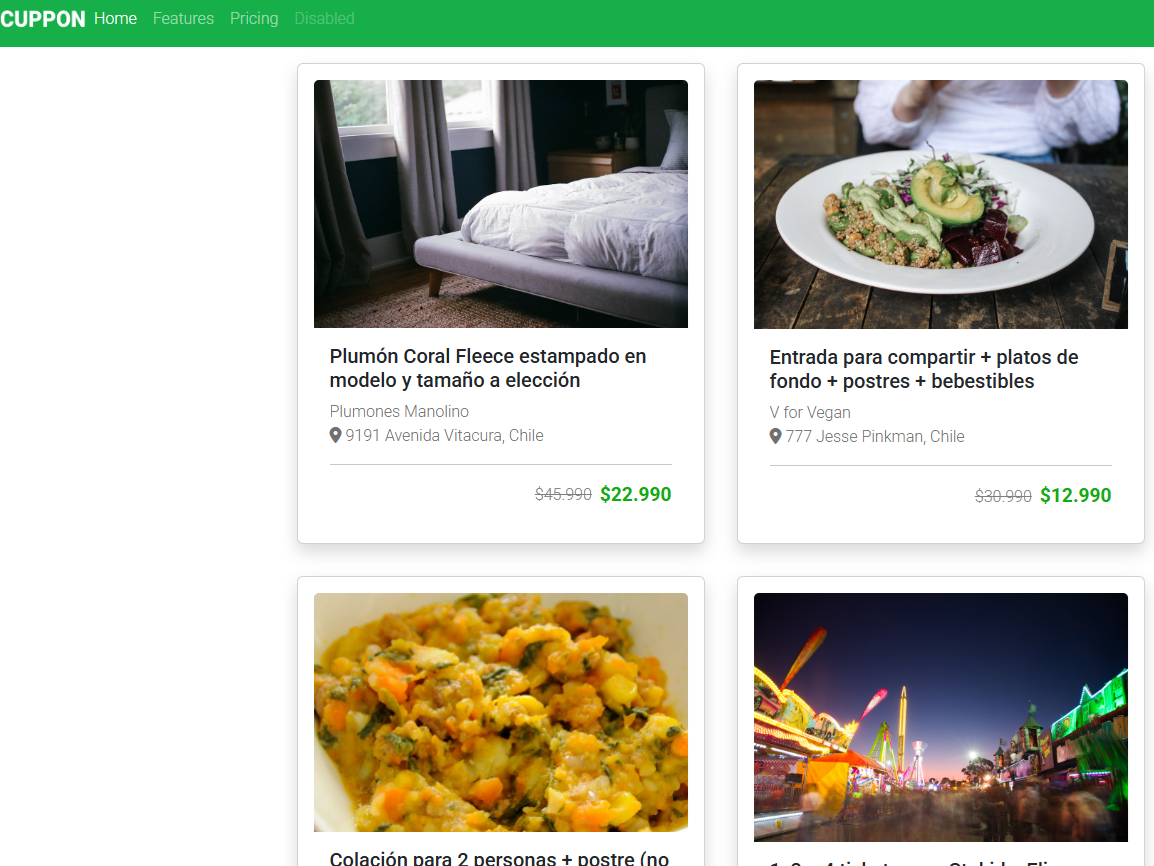 CUPPON Home Features Pricing Disabled
Plumón Coral Fleece estampado en
modelo y tamaño a elección
Plumones Manolino
9191 Avenida Vitacura, Chile
$45.990 $22.990
Entrada para compartir + platos de
fondo + postres + bebestibles
V for Vegan
777 Jesse Pinkman, Chile
$30.990 $12.990
Colación para 2 personas + postre (no